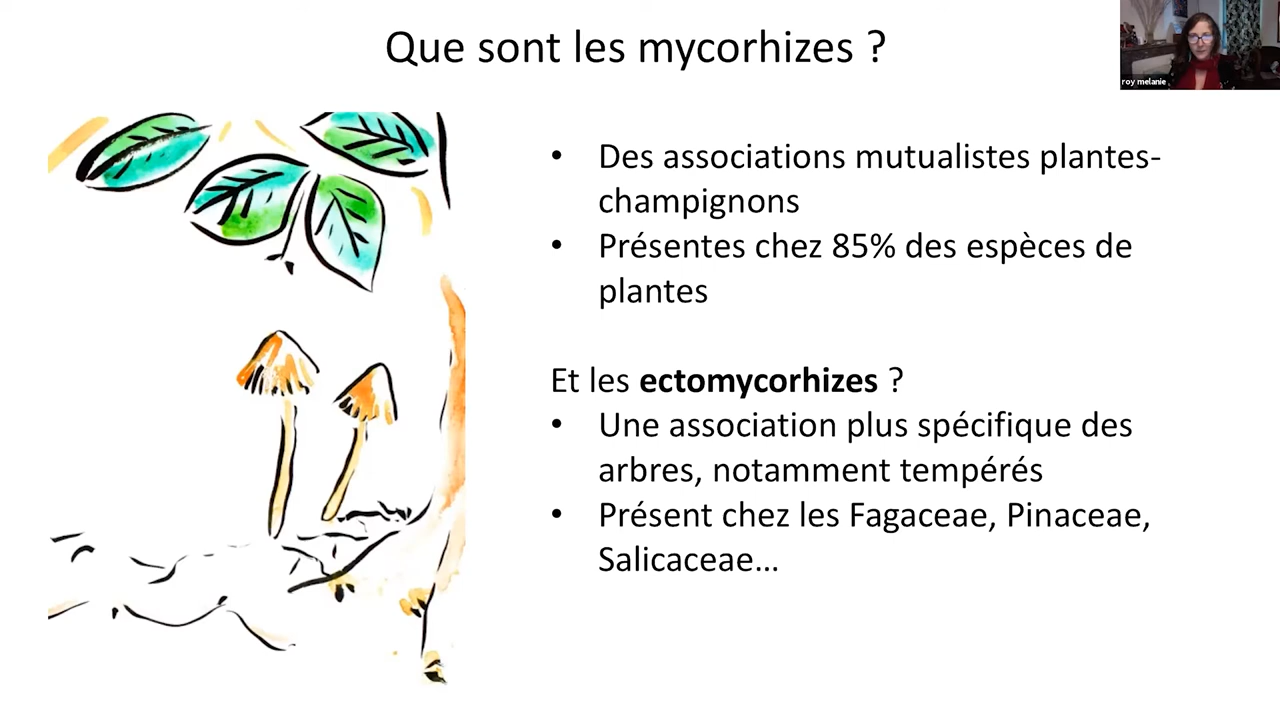 Que sont les mycorhizes ?
roy melanie
• Des associations mutualistes plantes-
champignons
• Présentes chez 85% des espèces de
plantes
Et les ectomycorhizes ?
• Une association plus spécifique des
arbres, notamment tempérés
• Présent chez les Fagaceae, Pinaceae,
Salicaceae…